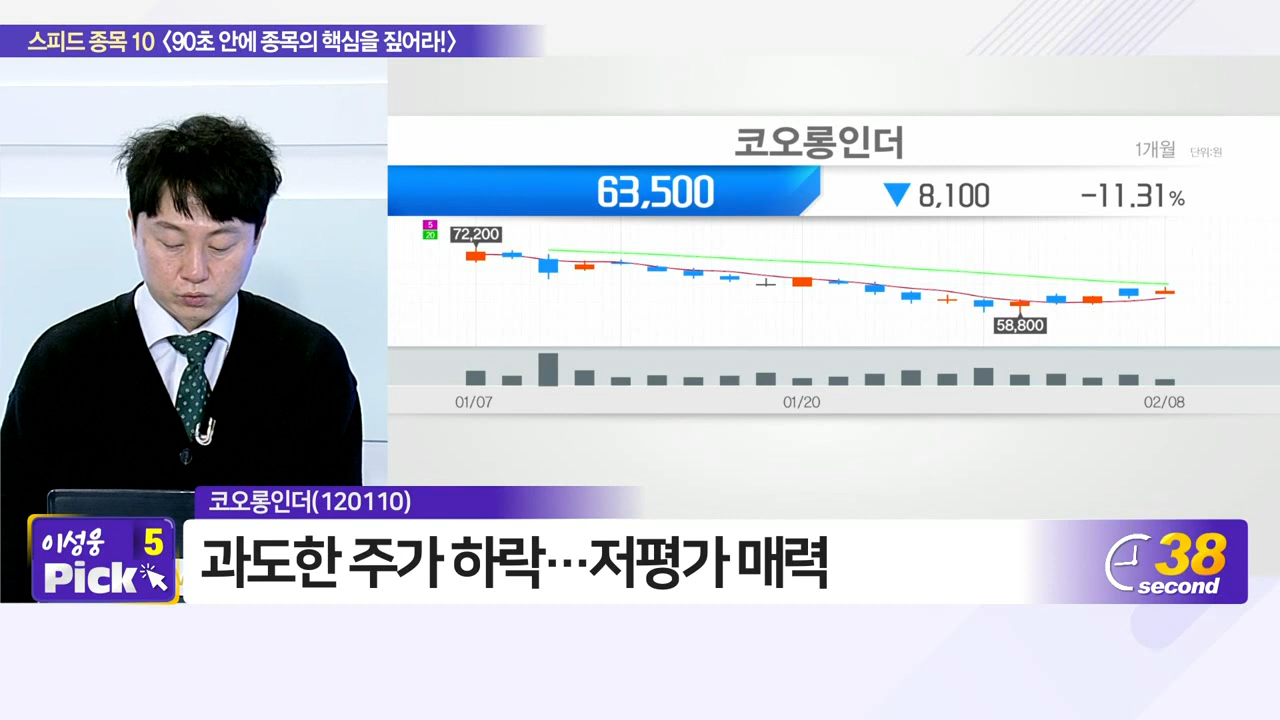 스피드 종목 10 <90초 안에 종목의 핵심을 짚어라!>
코오롱인더
1개월 단위:원
63,500 ▼ 8,100 -11.31%
5
20
72,200
58,800
01/07 01/20 02/08
코오롱인더(120110)
이성웅 5
Pick
과도한 주가 하락…저평가 매력
38
second